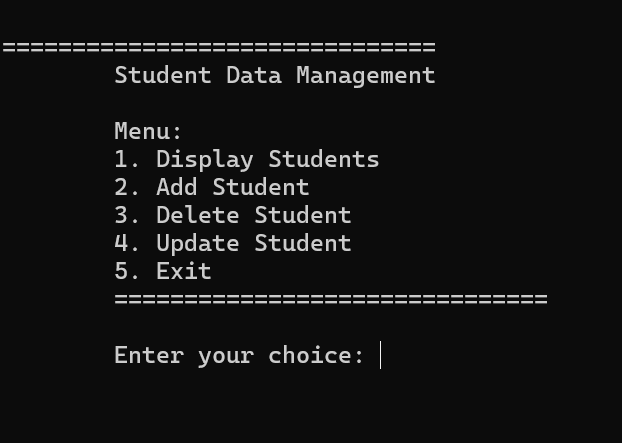 ===============================
Student Data Management
Menu:
1. Display Students
2. Add Student
3. Delete Student
4. Update Student
5. Exit
===============================
Enter your choice: